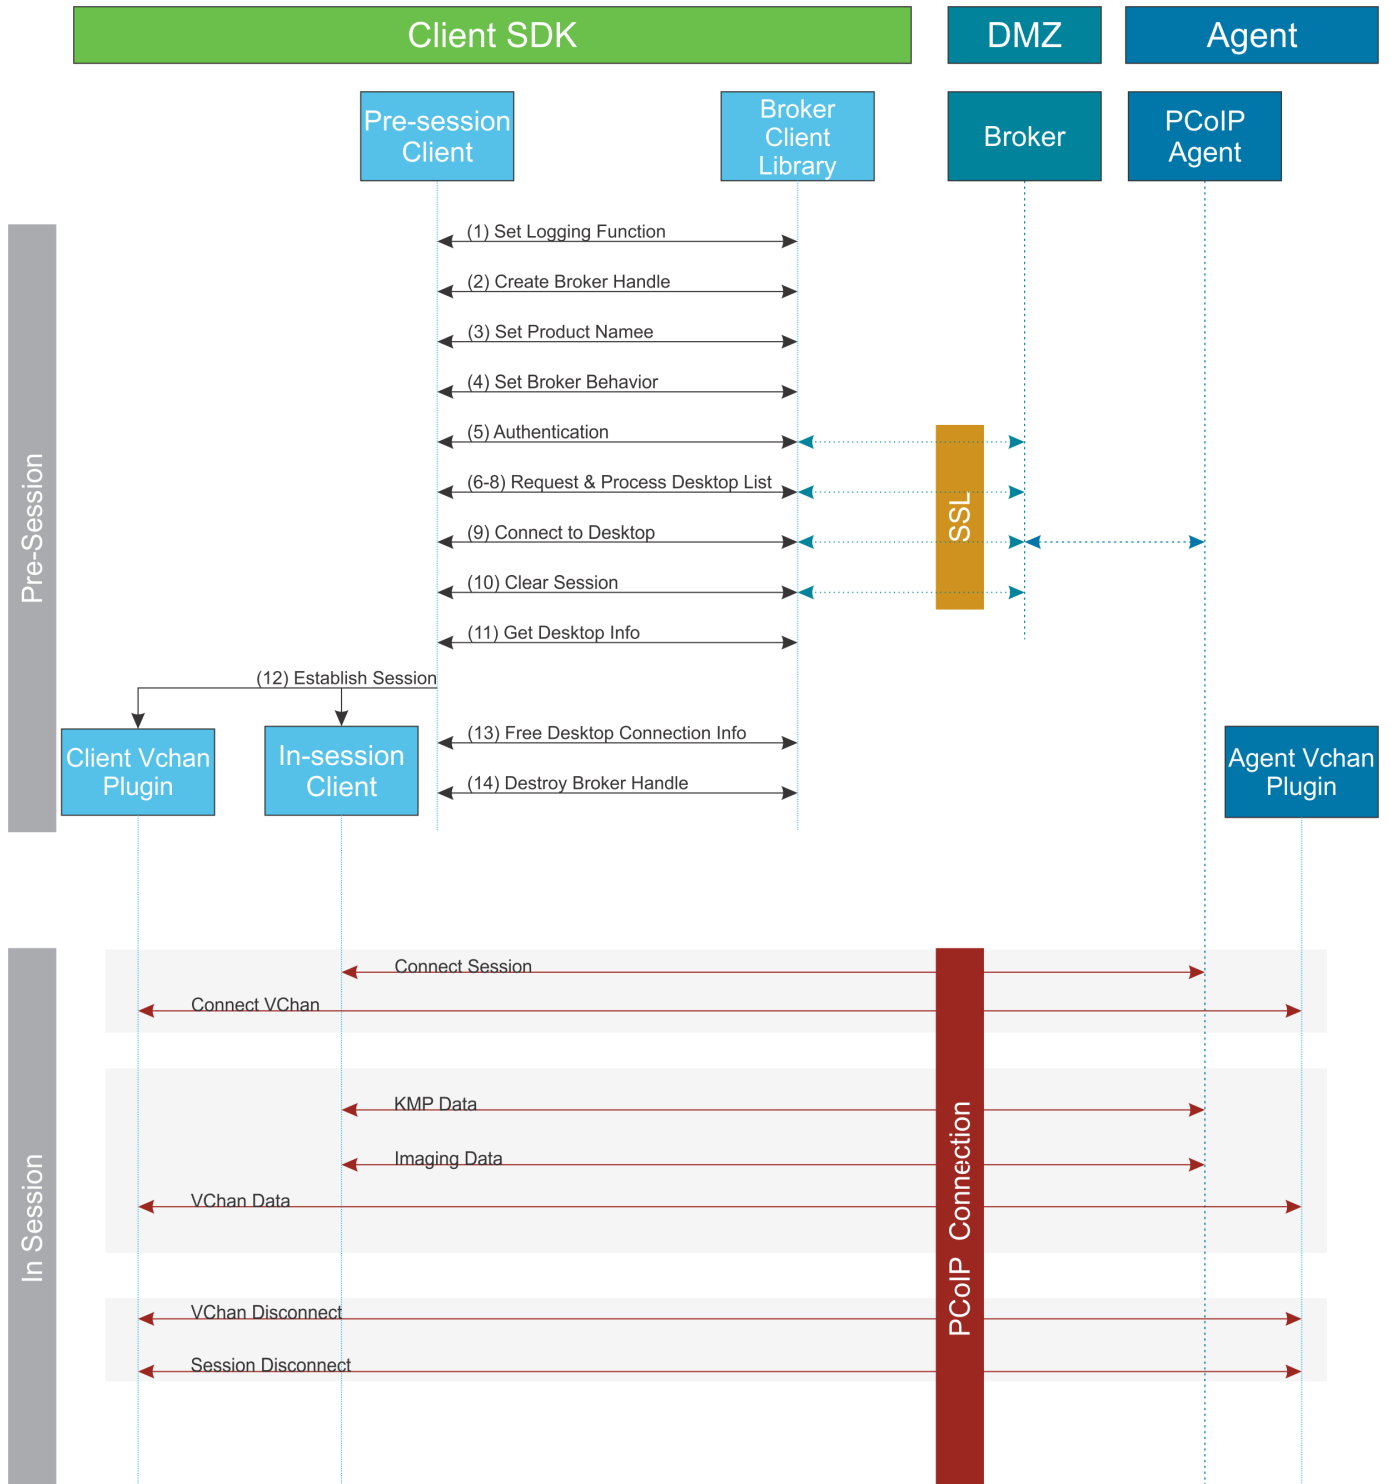 Client SDK
DMZ
Agent
Pre-session
Client
Broker
Client
Library
Broker
PCoIP
Agent
Pre-Session
(1) Set Logging Function
(2) Create Broker Handle
(3) Set Product Namee
(4) Set Broker Behavior
(5) Authentication
(6-8) Request & Process Desktop List
(9) Connect to Desktop
(10) Clear Session
SSL
(11) Get Desktop Info
(12) Establish Session
Client Vchan
Plugin
In-session
Client
(13) Free Desktop Connection Info
(14) Destroy Broker Handle
Agent Vchan
Plugin
In Session
Connect Session
Connect VChan
KMP Data
Imaging Data
VChan Data
VChan Disconnect
Session Disconnect
PCoIP Connection